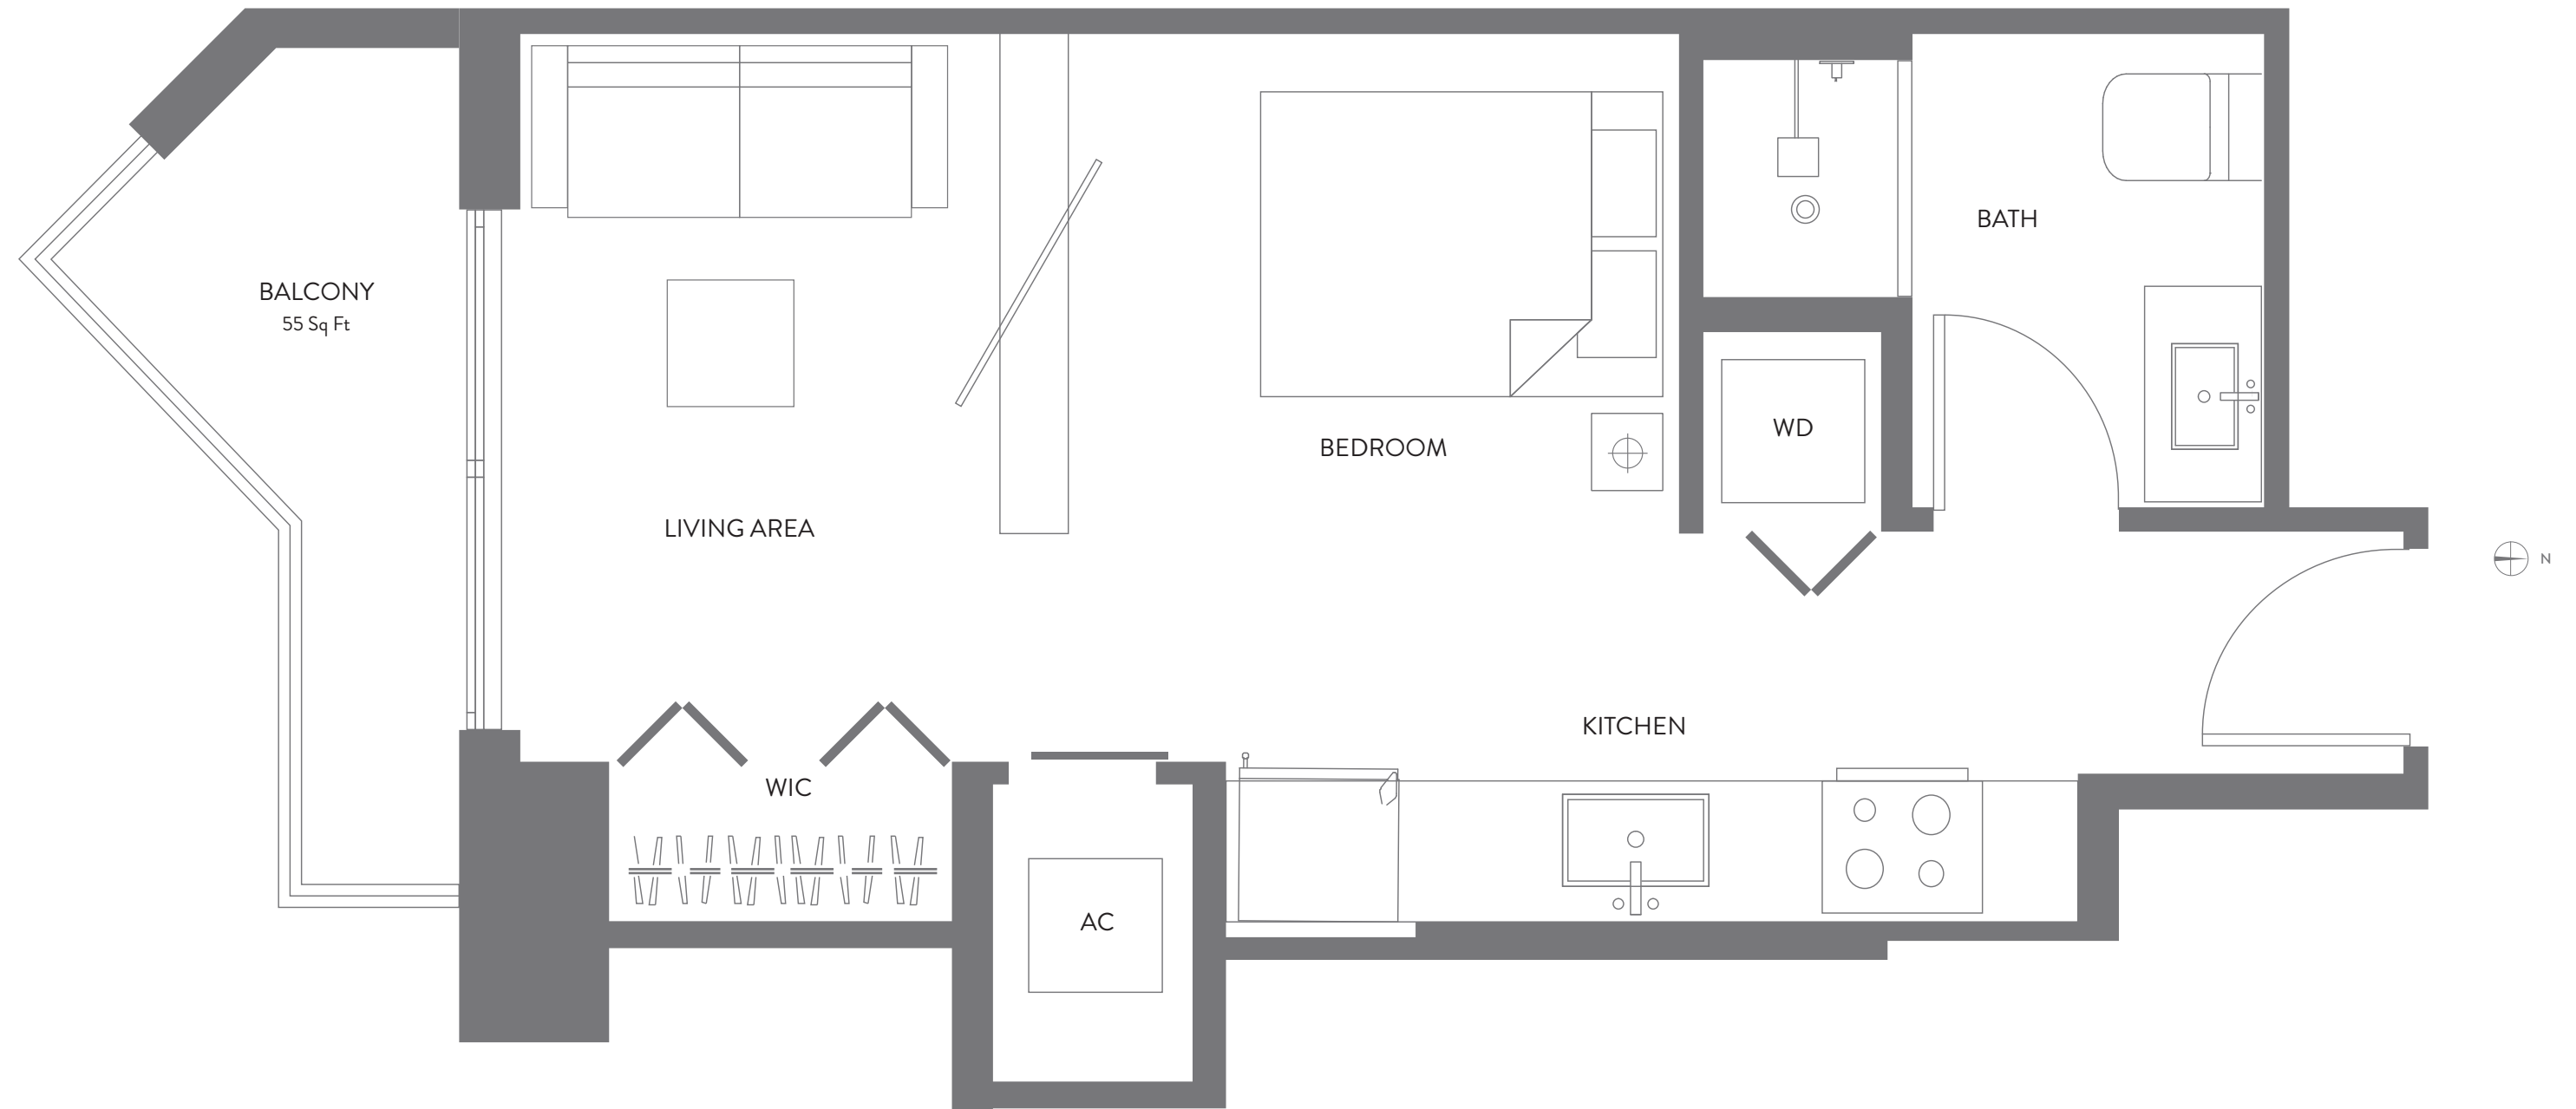 BATH
BALCONY
55 Sq Ft
WD
BEDROOM
LIVING AREA
N
KITCHEN
WIC
AC